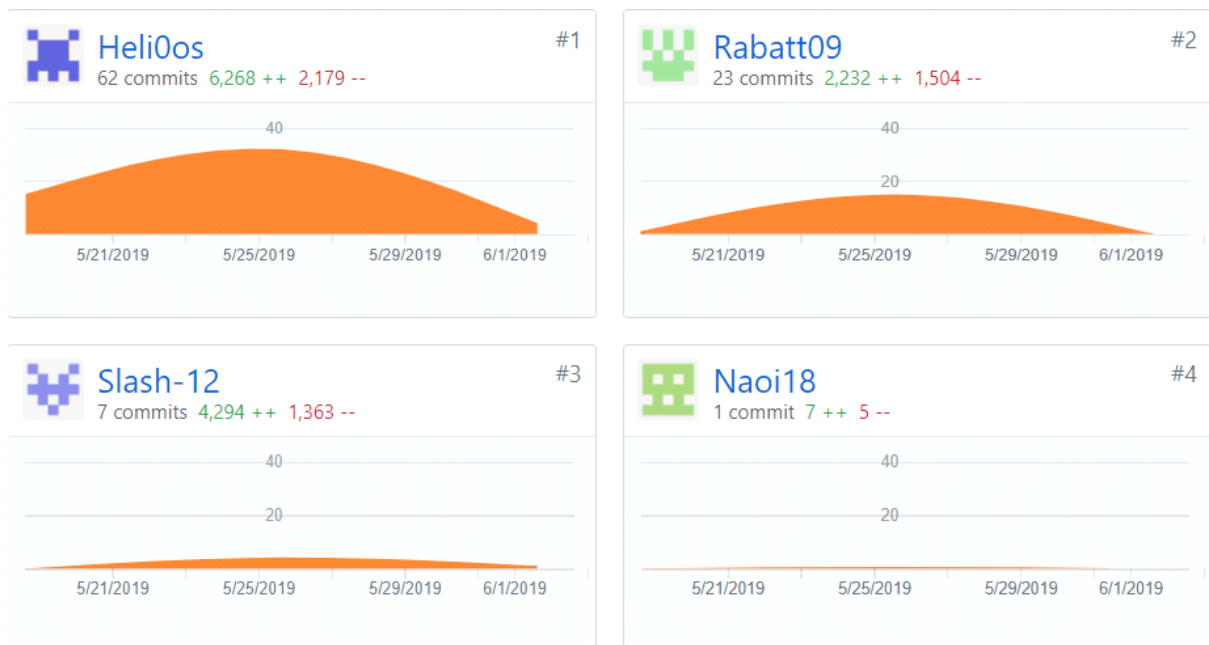 Heli0os #1
62 commits 6,268 ++ 2,179 --
40
5/21/2019 5/25/2019 5/29/2019 6/1/2019
Rabatt09 #2
23 commits 2,232 ++ 1,504 --
40
20
5/21/2019 5/25/2019 5/29/2019 6/1/2019
Slash-12 #3
7 commits 4,294 ++ 1,363 --
40
20
5/21/2019 5/25/2019 5/29/2019 6/1/2019
Naoi18 #4
1 commit 7 ++ 5 --
40
20
5/21/2019 5/25/2019 5/29/2019 6/1/2019